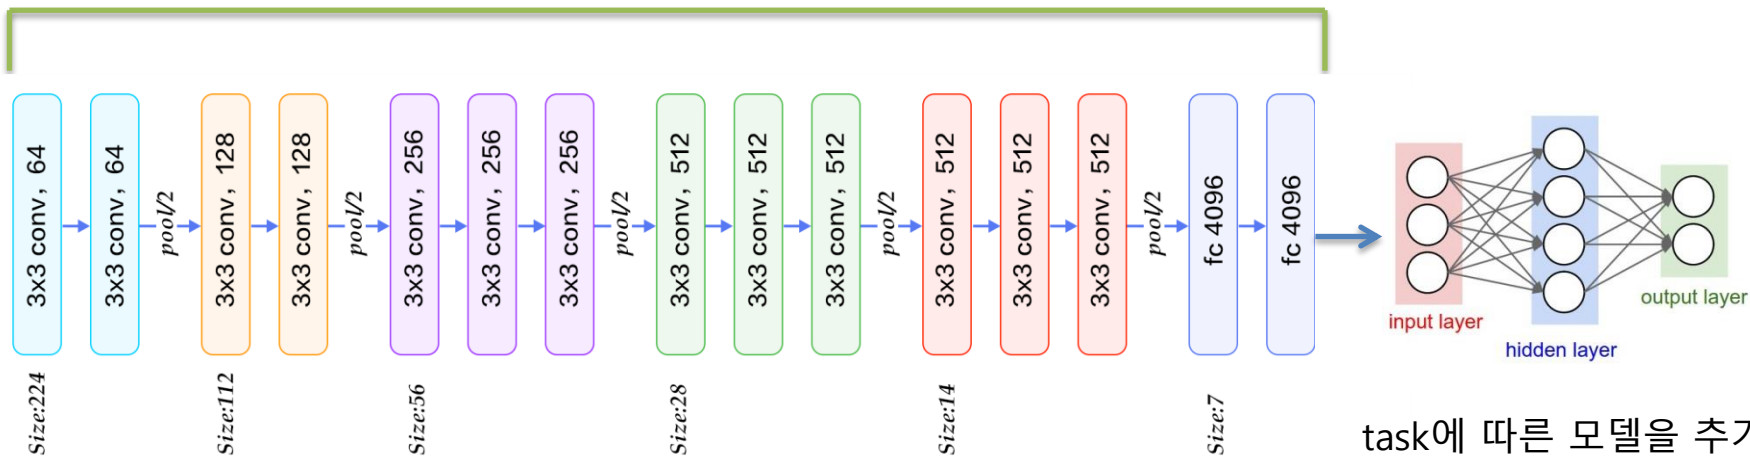 3x3 conv, 64
3x3 conv, 64
pool/2
3x3 conv, 128
3x3 conv, 128
pool/2
3x3 conv, 256
3x3 conv, 256
3x3 conv, 256
pool/2
3x3 conv, 512
3x3 conv, 512
3x3 conv, 512
pool/2
3x3 conv, 512
3x3 conv, 512
3x3 conv, 512
pool/2
fc 4096
fc 4096
Size:224
Size:112
Size:56
Size:28
Size:14
Size:7
input layer
hidden layer
output layer
task에 따른 모델을 추가